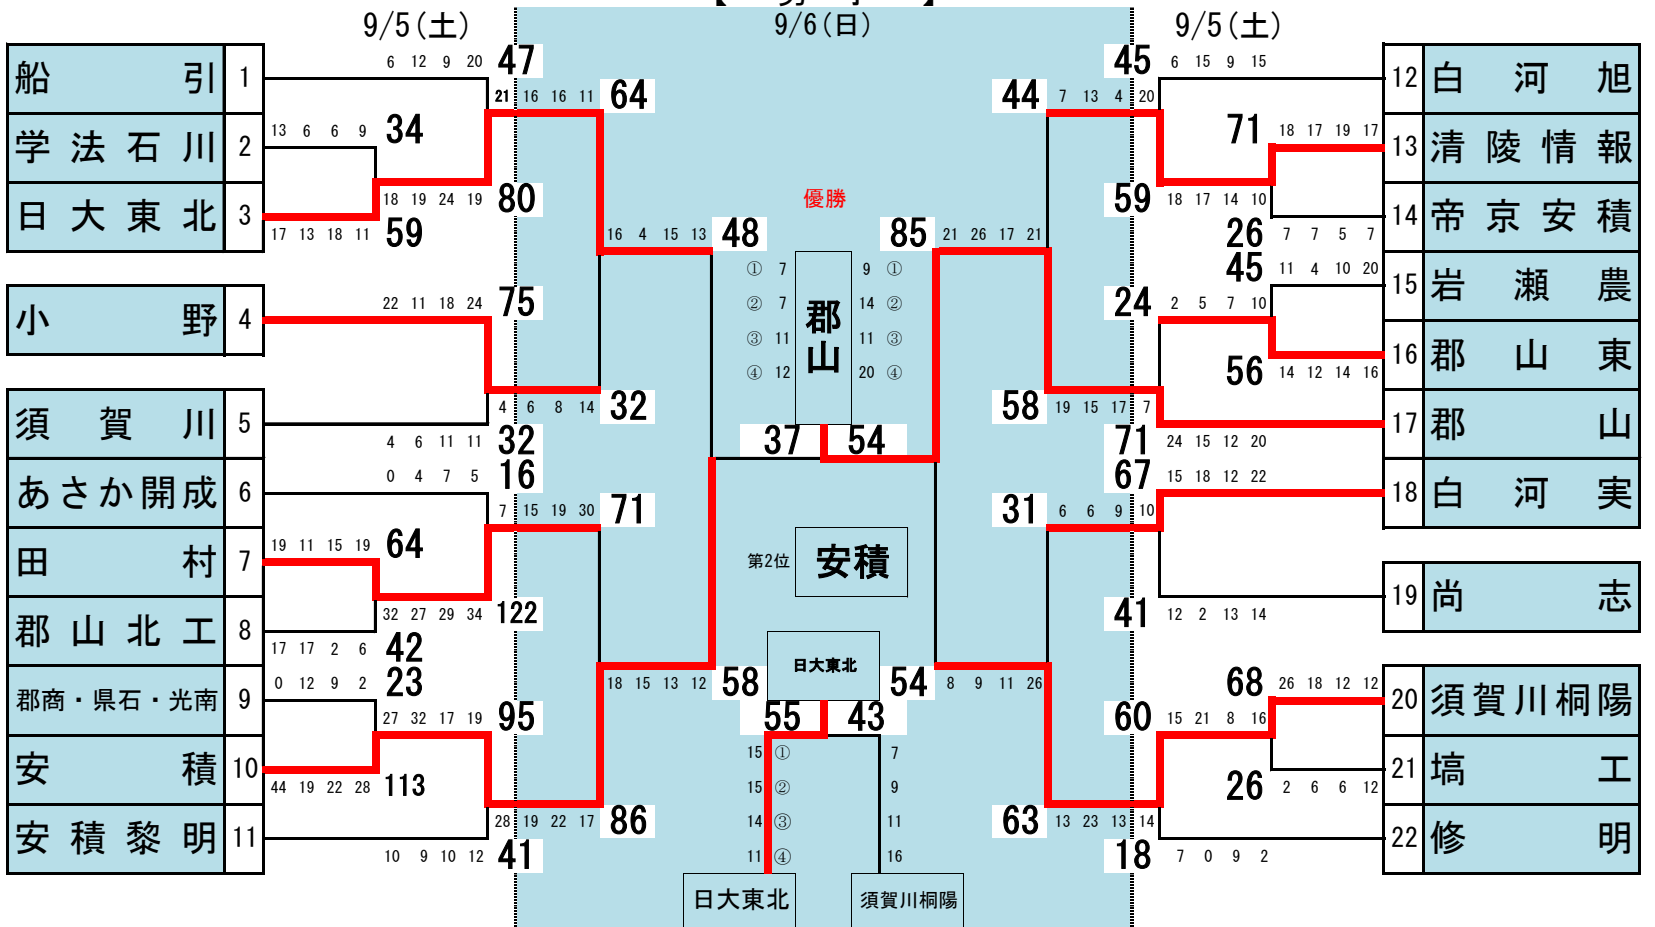 9/5(土)
9/6(日)
9/5(土)
船引 1
6 12 9 20 47
21 16 16 11 64
学法石川 2
13 6 6 9 34
日大東北 3
18 19 24 19 80
17 13 18 11 59
16 4 15 13 48
小野 4
22 11 18 24 75
4 6 8 14 32
須賀川 5
4 6 11 11 32
あさか開成 6
0 4 7 5 16
7 15 19 30 71
田村 7
19 11 15 19 64
32 27 29 34 122
郡山北工 8
17 17 2 6 42
郡商・県石・光南 9
0 12 9 2 23
27 32 17 19 95
18 15 13 12 58
安積 10
44 19 22 28 113
28 19 22 17 86
安積黎明 11
10 9 10 12 41
優勝
郡山
① 7 9 ①
② 7 14 ②
③ 11 11 ③
④ 12 20 ④
37 54
第2位 安積
日大東北
55 43
15 ① 7
15 ② 9
14 ③ 11
11 ④ 16
日大東北
須賀川桐陽
45 6 15 9 15
12 白河旭
44 7 13 4 20
71 18 17 19 17
13 清陵情報
59 18 17 14 10
14 帝京安積
26 7 7 5 7
85 21 26 17 21
45 11 4 10 20
15 岩瀬農
24 2 5 7 10
16 郡山東
56 14 12 14 16
58 19 15 17 7
17 郡山
71 24 15 12 20
67 15 18 12 22
18 白河実
31 6 6 9 10
19 尚志
41 12 2 13 14
54 8 9 11 26
68 26 18 12 12
20 須賀川桐陽
60 15 21 8 16
21 塙工
26 2 6 6 12
63 13 23 13 14
22 修明
18 7 0 9 2